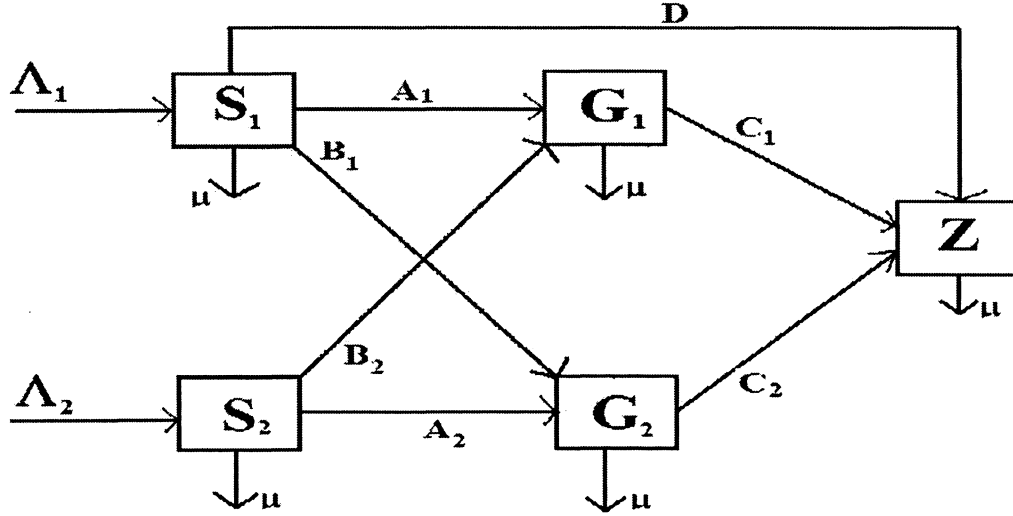 D
Λ₁ S₁ A₁ G₁
B₁ C₁
μ μ
Z
μ
B₂
Λ₂ S₂ A₂ G₂ C₂
μ μ